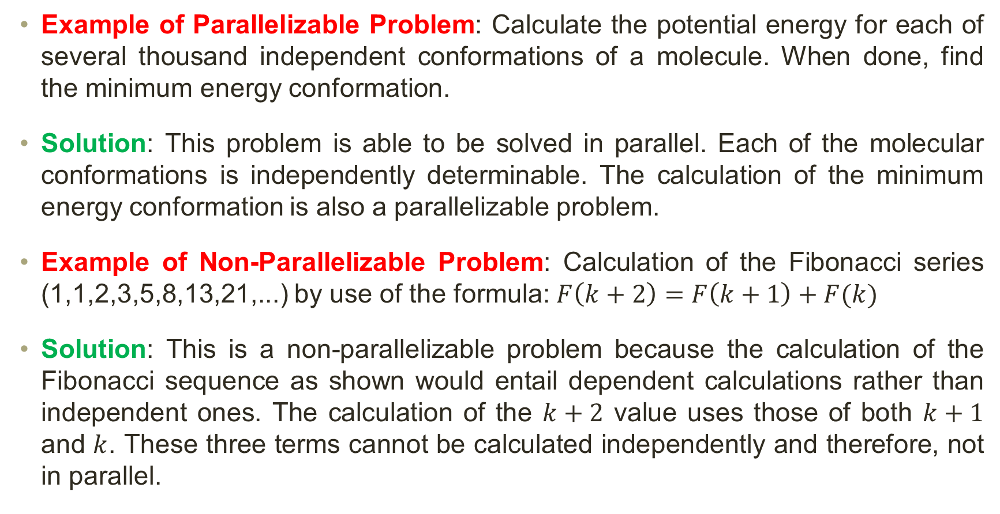 • Example of Parallelizable Problem: Calculate the potential energy for each of
several thousand independent conformations of a molecule. When done, find
the minimum energy conformation.
• Solution: This problem is able to be solved in parallel. Each of the molecular
conformations is independently determinable. The calculation of the minimum
energy conformation is also a parallelizable problem.
• Example of Non-Parallelizable Problem: Calculation of the Fibonacci series
(1,1,2,3,5,8,13,21,...) by use of the formula: F(k + 2) = F(k + 1) + F(k)
• Solution: This is a non-parallelizable problem because the calculation of the
Fibonacci sequence as shown would entail dependent calculations rather than
independent ones. The calculation of the k + 2 value uses those of both k + 1
and k. These three terms cannot be calculated independently and therefore, not
in parallel.